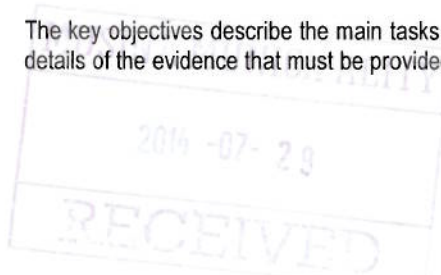 The key objectives describe the main tasks
details of the evidence that must be provide
2014 -07- 29
RECEIVED